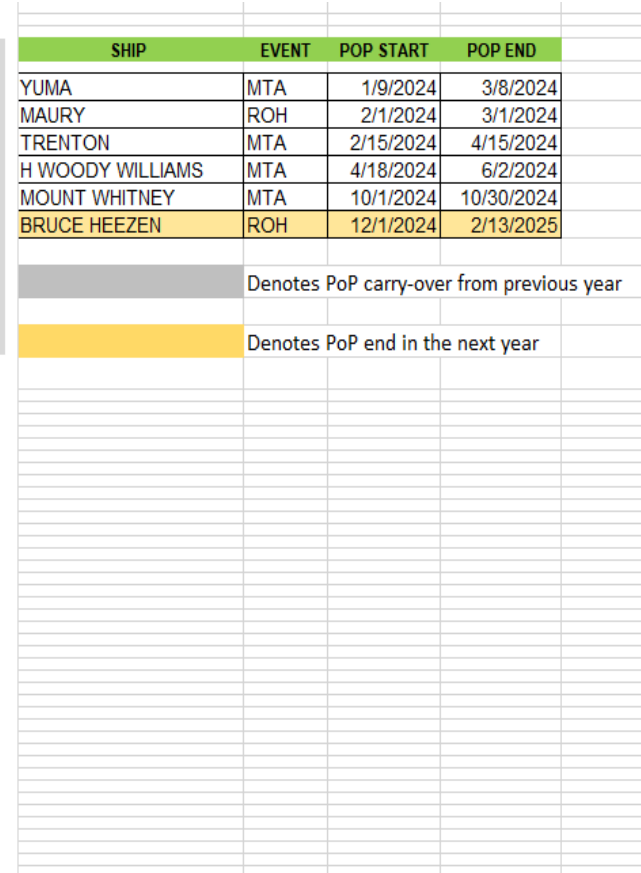 SHIP EVENT POP START POP END
YUMA MTA 1/9/2024 3/8/2024
MAURY ROH 2/1/2024 3/1/2024
TRENTON MTA 2/15/2024 4/15/2024
H WOODY WILLIAMS MTA 4/18/2024 6/2/2024
MOUNT WHITNEY MTA 10/1/2024 10/30/2024
BRUCE HEEZEN ROH 12/1/2024 2/13/2025
Denotes PoP carry-over from previous year
Denotes PoP end in the next year